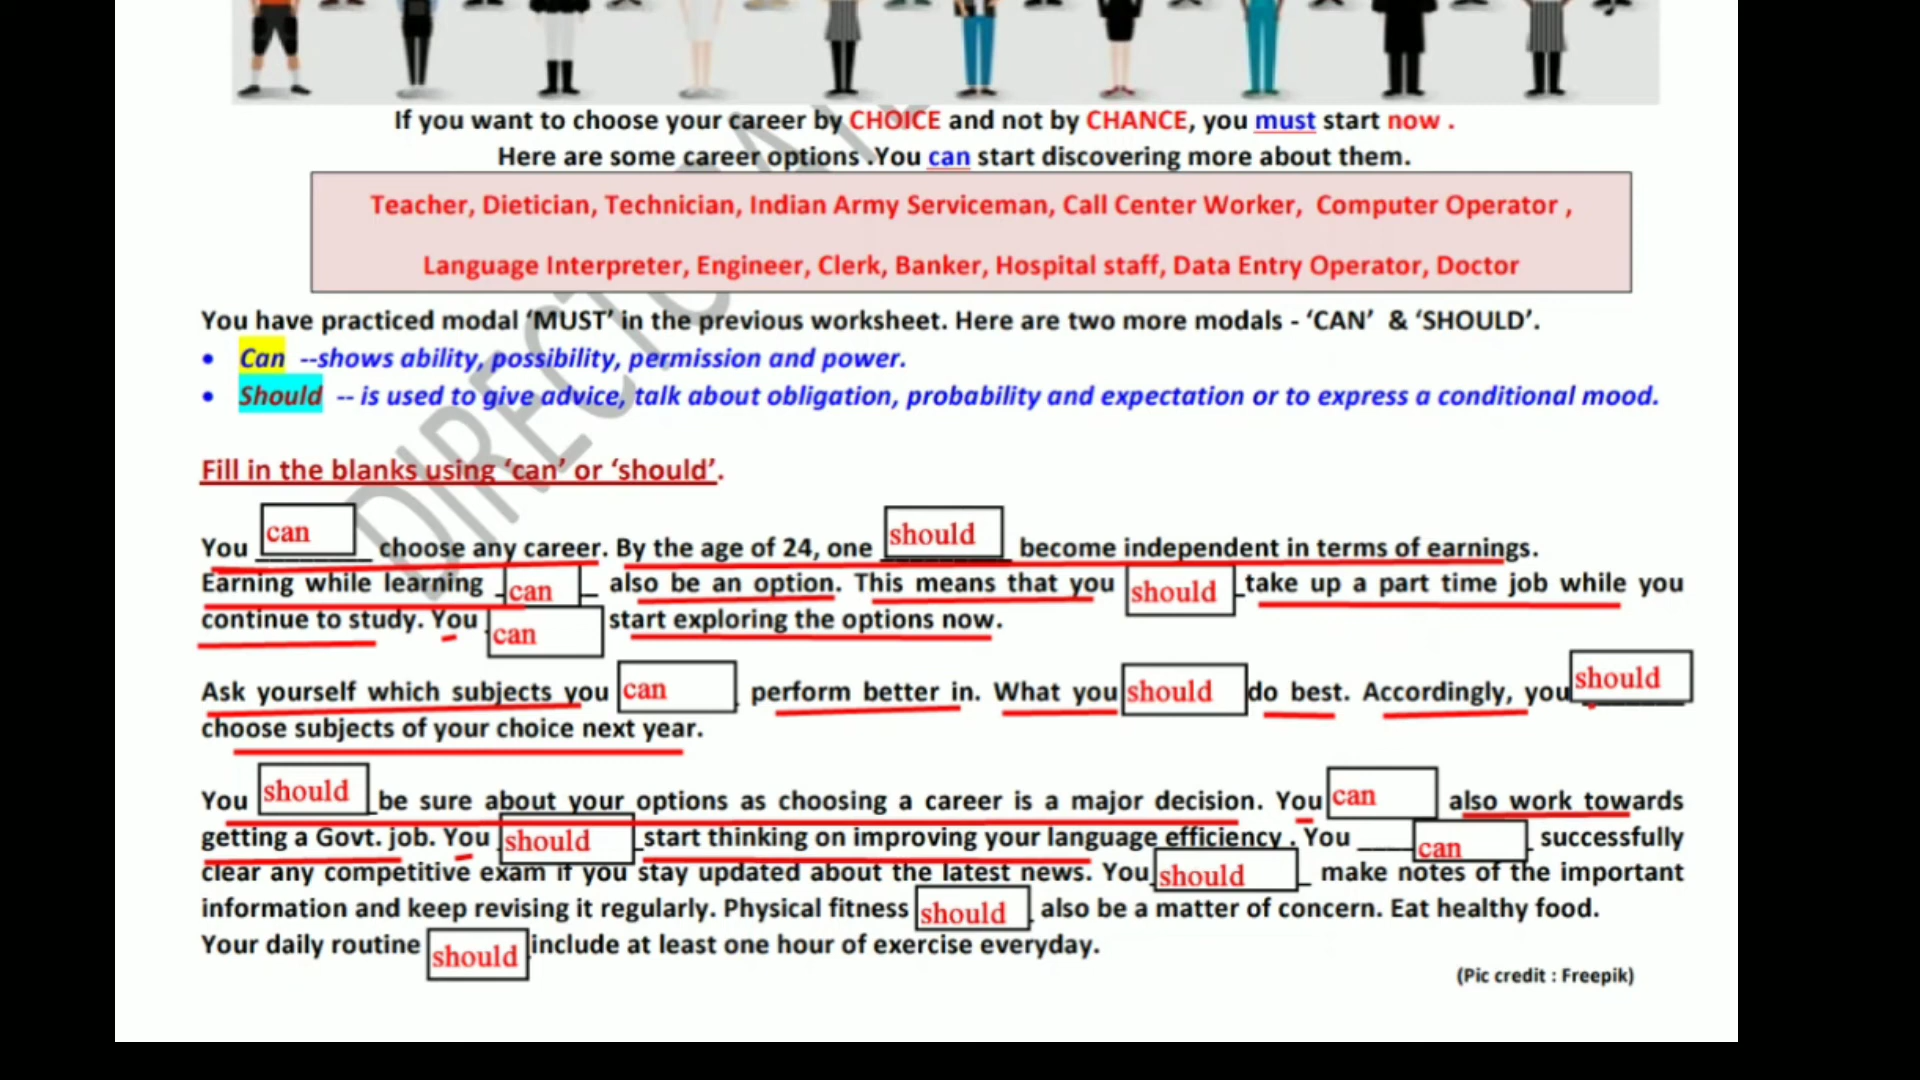 If you want to choose your career by CHOICE and not by CHANCE, you must start now .
Here are some career options .You can start discovering more about them.
Teacher, Dietician, Technician, Indian Army Serviceman, Call Center Worker, Computer Operator ,
Language Interpreter, Engineer, Clerk, Banker, Hospital staff, Data Entry Operator, Doctor
You have practiced modal ‘MUST’ in the previous worksheet. Here are two more modals - ‘CAN’ & ‘SHOULD’.
• Can --shows ability, possibility, permission and power.
• Should -- is used to give advice, talk about obligation, probability and expectation or to express a conditional mood.
Fill in the blanks using ‘can’ or ‘should’.
You can choose any career. By the age of 24, one should become independent in terms of earnings.
Earning while learning can also be an option. This means that you should take up a part time job while you
continue to study. You can start exploring the options now.
Ask yourself which subjects you can perform better in. What you should do best. Accordingly, you should
choose subjects of your choice next year.
You should be sure about your options as choosing a career is a major decision. You can also work towards
getting a Govt. job. You should start thinking on improving your language efficiency . You ____ can successfully
clear any competitive exam if you stay updated about the latest news. You should make notes of the important
information and keep revising it regularly. Physical fitness should also be a matter of concern. Eat healthy food.
Your daily routine should include at least one hour of exercise everyday.
(Pic credit : Freepik)